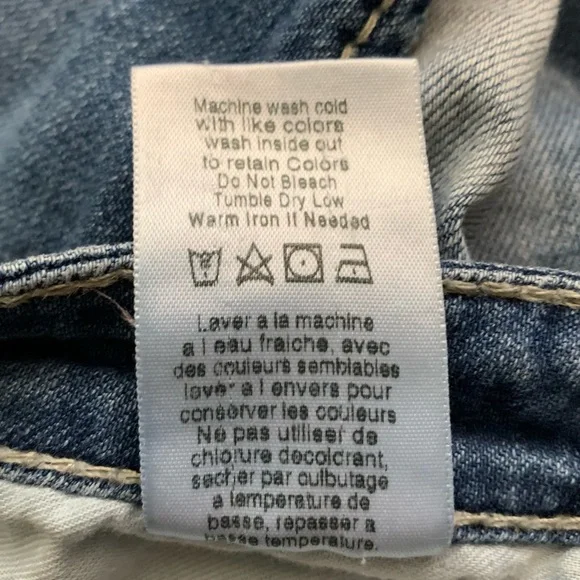 Machine wash cold
with like colors
wash inside out
to retain Colors
Do Not Bleach
Tumble Dry Low
Warm Iron If Needed
Laver a la machine
a l eau fraiche, avec
des couleurs semblables
laver a l envers pour
conserver les couleurs
Ne pas utiliser de
chlorure decolorant,
secher par culbutage
a temperature de
basse, repasser a
basse temperature.